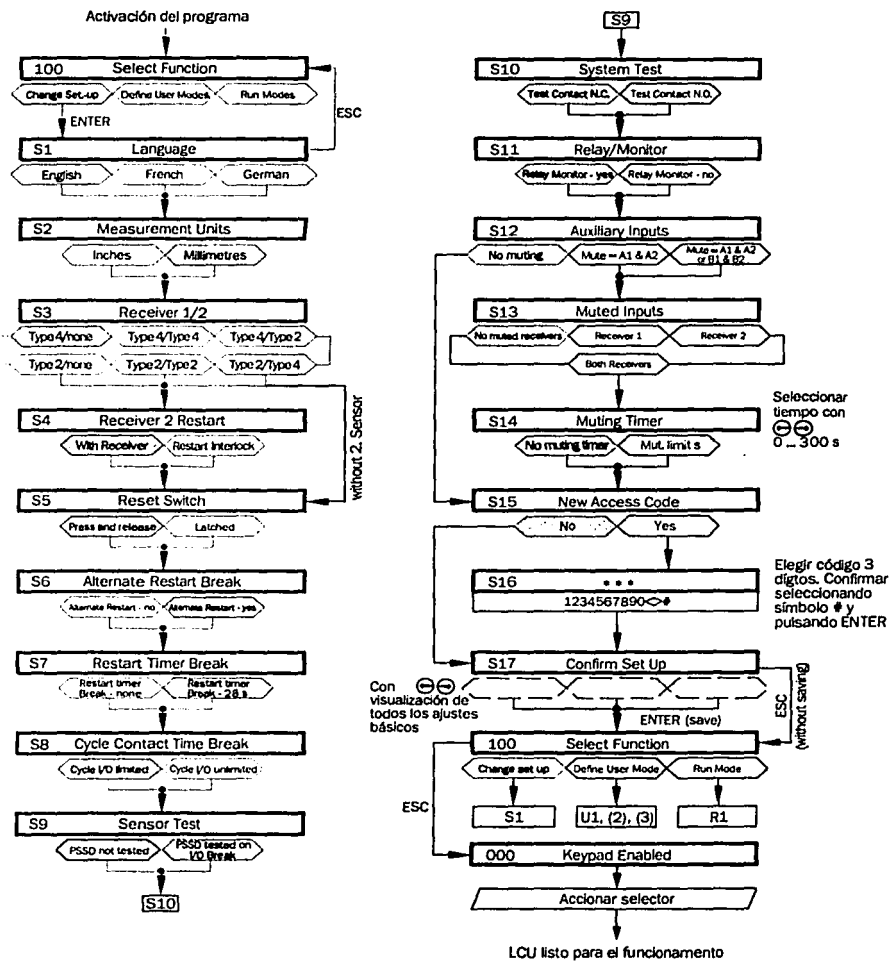 Activación del programa
100 Select Function
Change Set-up Define User Modes Run Modes
ENTER
ESC
S1 Language
English French German
S2 Measurement Units
Inches Millimetres
S3 Receiver 1/2
Type 4/none Type 4/Type 4 Type 4/Type 2
Type 2/none Type 2/Type 2 Type 2/Type 4
without 2. Sensor
S4 Receiver 2 Restart
With Receiver Restart Interlock
S5 Reset Switch
Press and release Latched
S6 Alternate Restart Break
Alternate Restart - no Alternate Restart - yes
S7 Restart Timer Break
Restart timer Break - none Restart timer Break - 28 s
S8 Cycle Contact Time Break
Cycle I/O limited Cycle I/O unlimited
S9 Sensor Test
PSSD not tested PSSD tested on I/O Break
S10
S9
S10 System Test
Test Contact N.C. Test Contact N.O.
S11 Relay/Monitor
Relay Monitor - yes Relay Monitor - no
S12 Auxiliary Inputs
No muting Mute = A1 & A2 Mute = A1 & A2 or B1 & B2
S13 Muted Inputs
No muted receivers Receiver 1 Receiver 2
Both Receivers
S14 Muting Timer
No muting timer Mut. limit s
Seleccionar
tiempo con
0 ... 300 s
S15 New Access Code
No Yes
S16 * * *
1234567890<>#
Elegir código 3
dígtos. Confirmar
seleccionando
símbolo # y
pulsando ENTER
S17 Confirm Set Up
Con
visualización de
todos los ajustes
básicos
ENTER (save)
ESC
(without saving)
100 Select Function
Change set up Define User Mode Run Mode
ESC
S1 U1, (2), (3) R1
000 Keypad Enabled
Accionar selector
LCU listo para el funcionamento